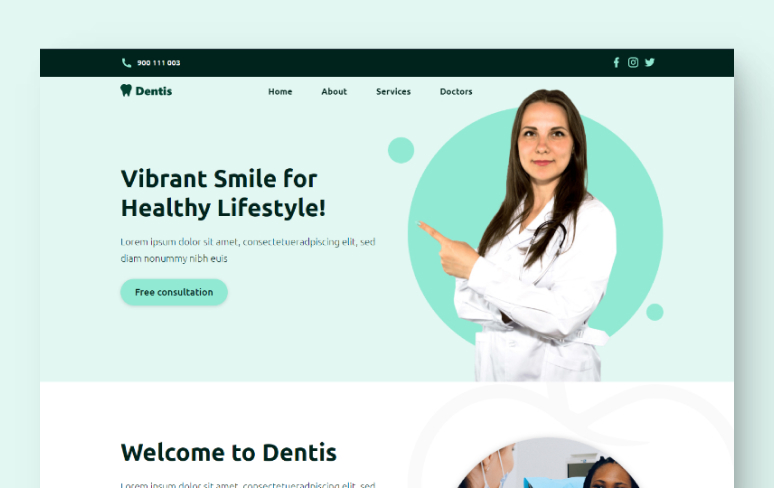 900 111 003
Dentis
Home
About
Services
Doctors
Vibrant Smile for
Healthy Lifestyle!
Lorem ipsum dolor sit amet, consectetueradpiscing elit, sed
diam nonummy nibh euis
Free consultation
Welcome to Dentis
Lorem ipsum dolor sit amet, consectetueradpiscing elit, sed